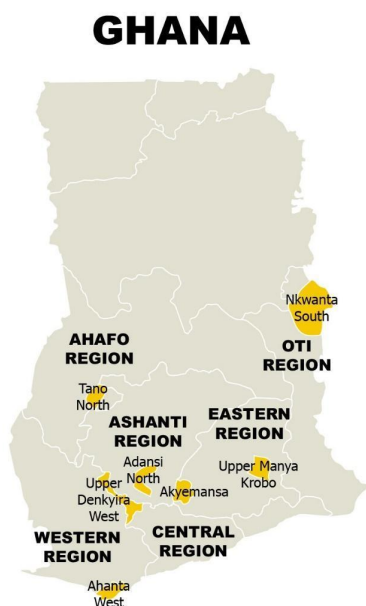 GHANA
Nkwanta
South
OTI
REGION
AHAFO
REGION
Tano
North
ASHANTI
REGION
EASTERN
REGION
Adansi
North
Upper Manya
Krobo
Upper
Denkyira
West
Akyemansa
WESTERN
REGION
CENTRAL
REGION
Ahanta
West